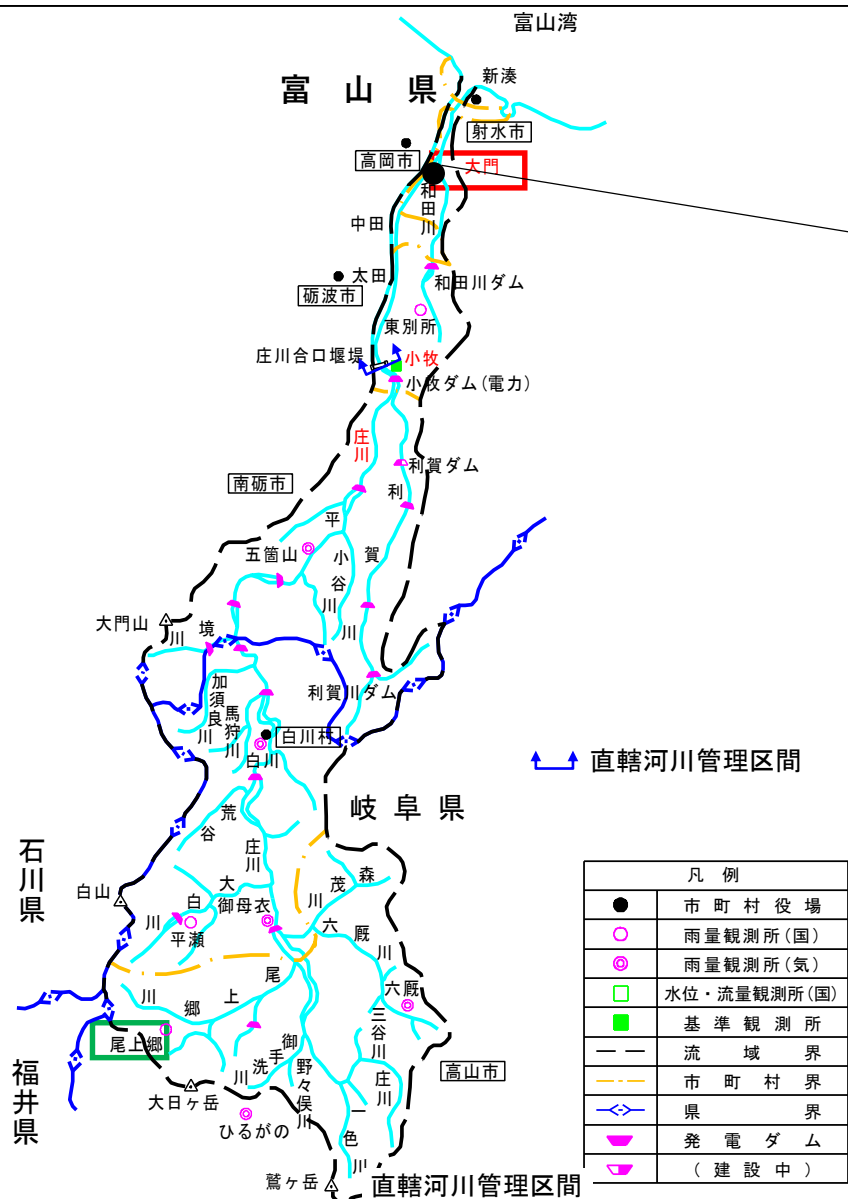 富山湾
新湊
富山県
射水市
高岡市
大門
和田川
中田
太田
砺波市
和田川ダム
東別所
庄川合口堰堤
小牧
小牧ダム(電力)
庄川
利賀ダム
南砺市
利賀川
平
五箇山
小谷川
大門山
境川
加須良川
馬狩川
利賀川ダム
白川村
白川
直轄河川管理区間
岐阜県
荒谷
庄川
石川県
森茂川
白山
大白川
御母衣
平瀬
六厩川
尾上郷川
六厩
三谷川
尾上郷
御手洗川
野々俣川
庄川
高山市
福井県
大日ヶ岳
ひるがの
一色川
鷲ヶ岳
直轄河川管理区間
凡例
市町村役場
雨量観測所(国)
雨量観測所(気)
水位・流量観測所(国)
基準観測所
流域界
市町村界
県界
発電ダム
(建設中)